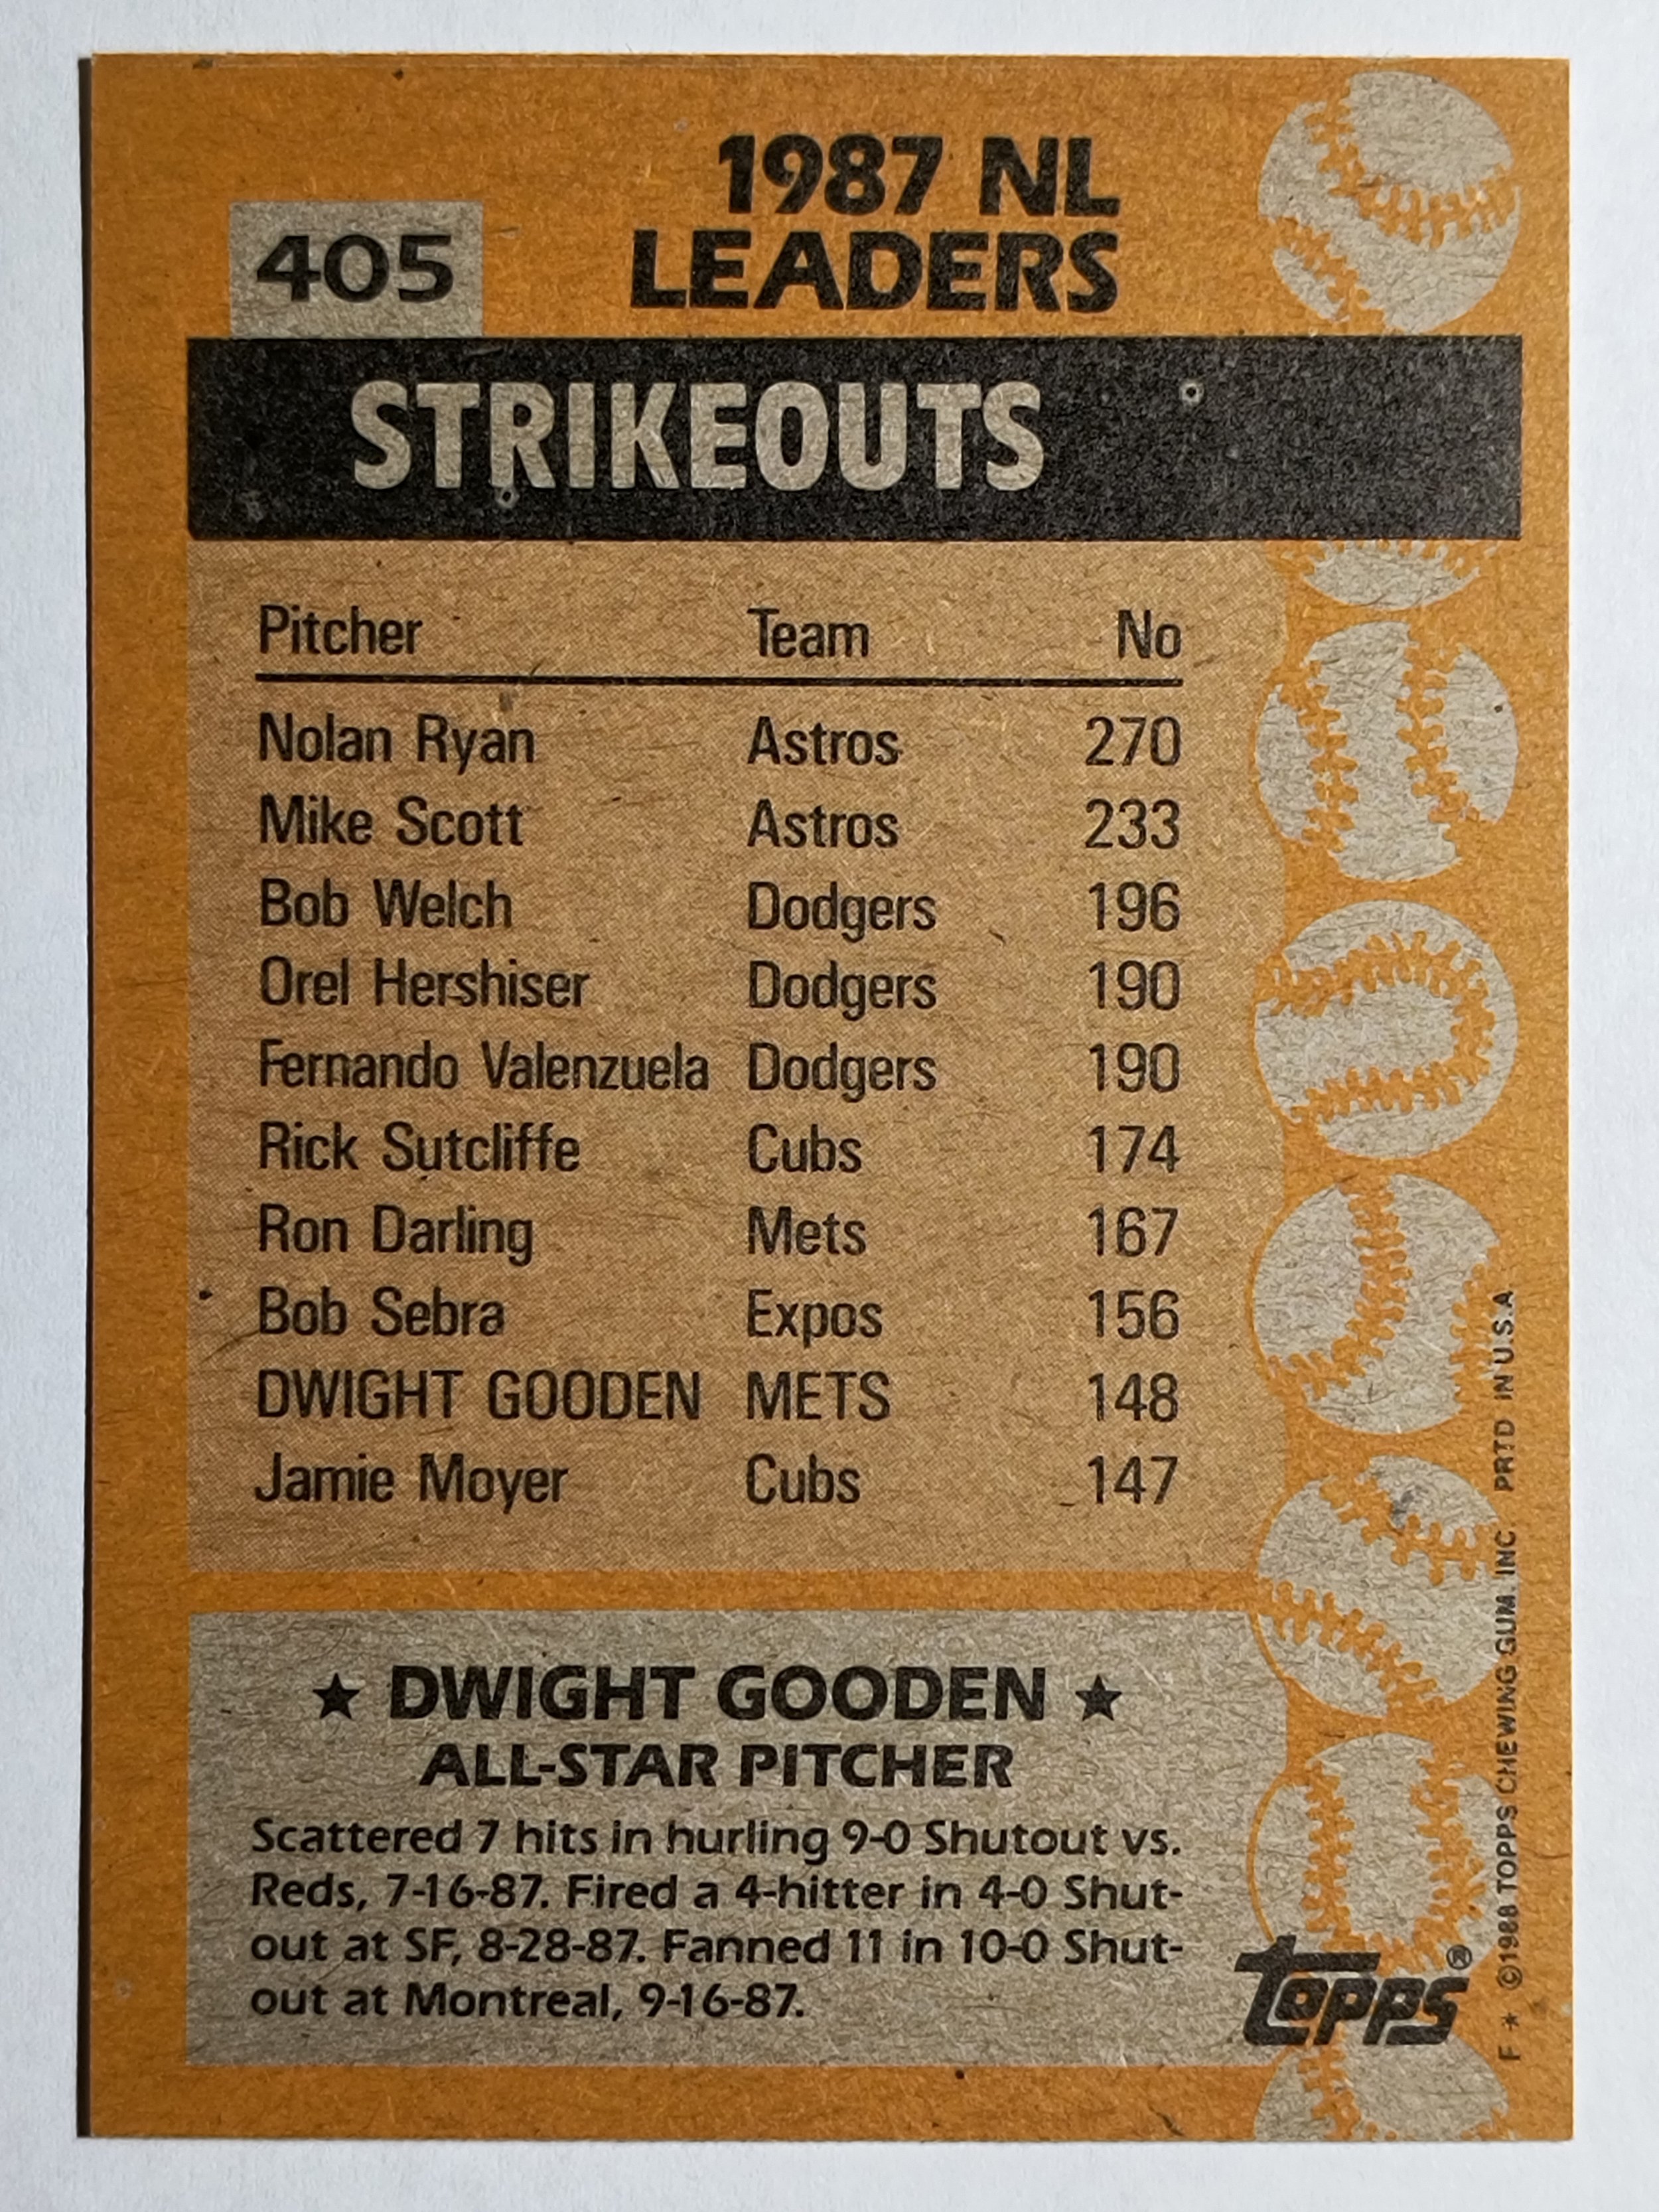 1987 NL
LEADERS
405
STRIKEOUTS
Pitcher Team No
Nolan Ryan Astros 270
Mike Scott Astros 233
Bob Welch Dodgers 196
Orel Hershiser Dodgers 190
Fernando Valenzuela Dodgers 190
Rick Sutcliffe Cubs 174
Ron Darling Mets 167
Bob Sebra Expos 156
DWIGHT GOODEN METS 148
Jamie Moyer Cubs 147
★ DWIGHT GOODEN ★
ALL-STAR PITCHER
Scattered 7 hits in hurling 9-0 Shutout vs.
Reds, 7-16-87. Fired a 4-hitter in 4-0 Shut-
out at SF, 8-28-87. Fanned 11 in 10-0 Shut-
out at Montreal, 9-16-87.
topps®
F * ©1988 TOPPS CHEWING GUM, INC. PRTD IN U.S.A.